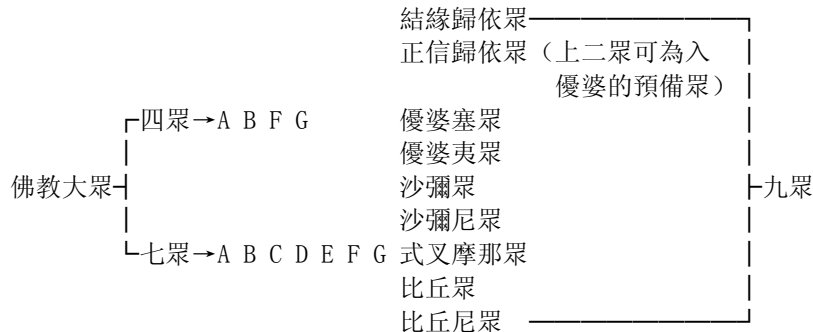 結緣歸依眾
正信歸依眾（上二眾可為入
優婆的預備眾）
四眾→A B F G 優婆塞眾
優婆夷眾
佛教大眾 沙彌眾 九眾
沙彌尼眾
七眾→A B C D E F G 式叉摩那眾
比丘眾
比丘尼眾